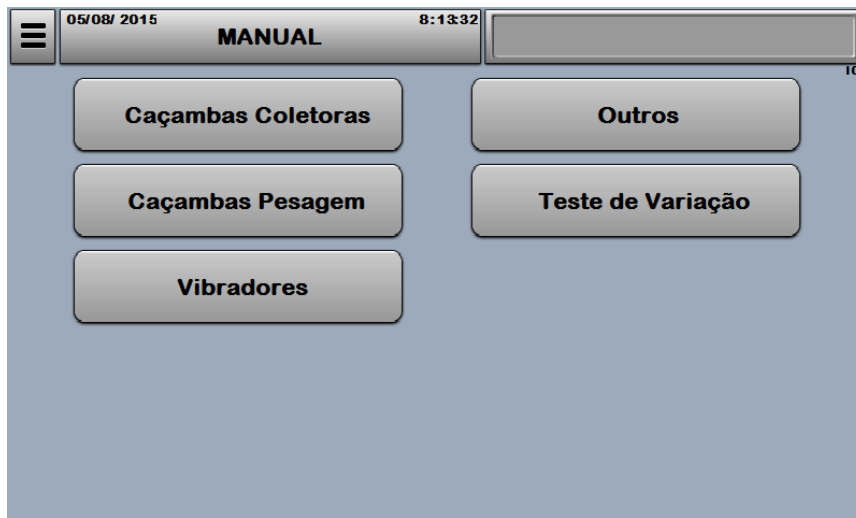 05/08/ 2015
8:13:32
MANUAL
Caçambas Coletoras
Outros
Caçambas Pesagem
Teste de Variação
Vibradores